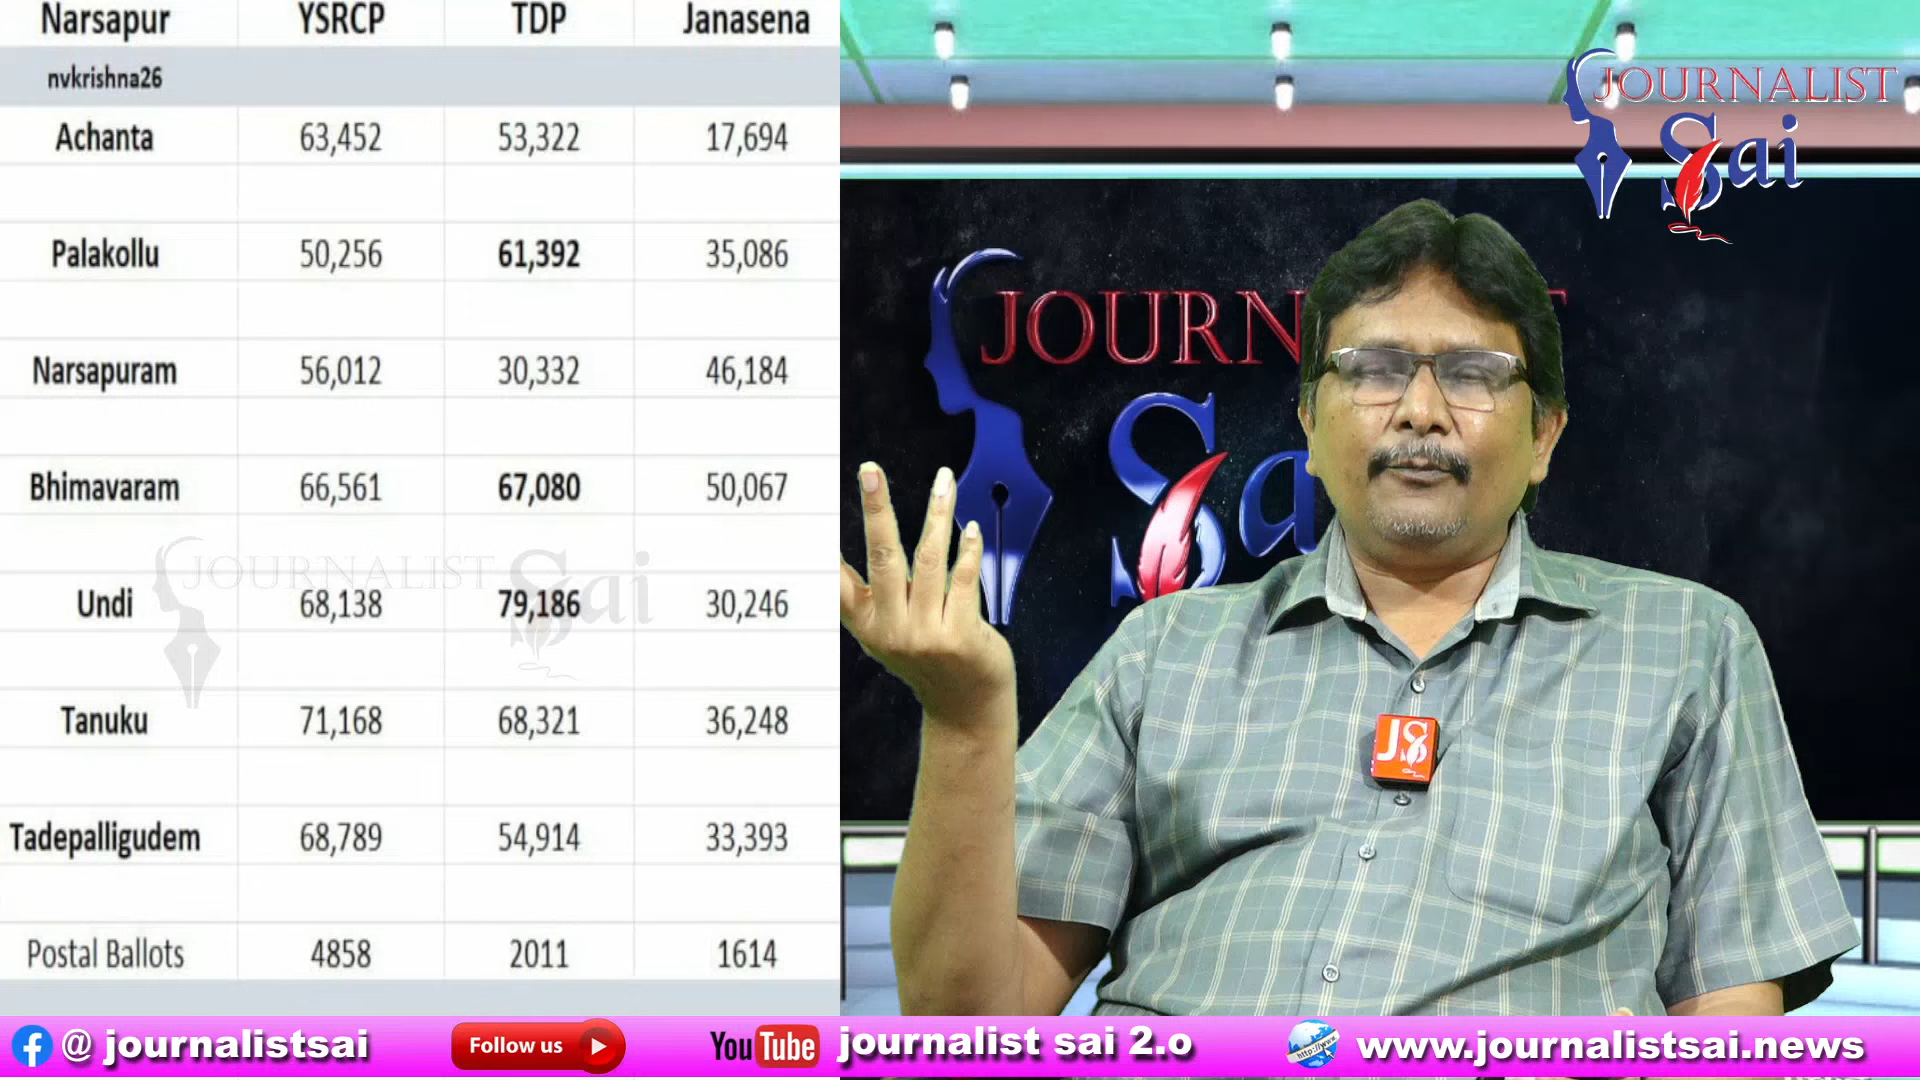 Narsapur YSRCP TDP Janasena
nvkrishna26
Achanta 63,452 53,322 17,694
Palakollu 50,256 61,392 35,086
Narsapuram 56,012 30,332 46,184
Bhimavaram 66,561 67,080 50,067
Undi 68,138 79,186 30,246
Tanuku 71,168 68,321 36,248
Tadepalligudem 68,789 54,914 33,393
Postal Ballots 4858 2011 1614
JOURNALIST
Sai
JOURNALIST
Sai
JOURN T
Sa
JS
@ journalistsai
Follow us
YouTube journalist sai 2.o
http://www
www.journalistsai.news